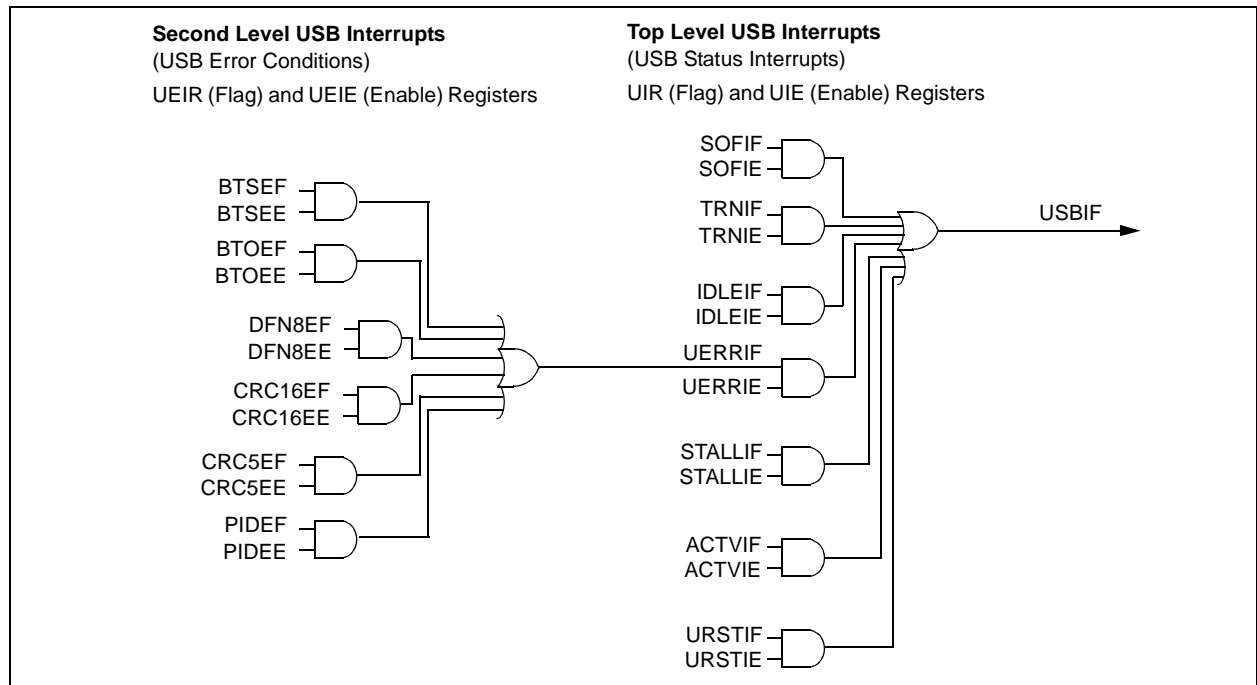 Second Level USB Interrupts
(USB Error Conditions)
UEIR (Flag) and UEIE (Enable) Registers
Top Level USB Interrupts
(USB Status Interrupts)
UIR (Flag) and UIE (Enable) Registers
BTSEF
BTSEE
BTOEF
BTOEE
DFN8EF
DFN8EE
CRC16EF
CRC16EE
CRC5EF
CRC5EE
PIDEF
PIDEE
SOFIF
SOFIE
TRNIF
TRNIE
IDLEIF
IDLEIE
UERRIF
UERRIE
STALLIF
STALLIE
ACTVIF
ACTVIE
URSTIF
URSTIE
USBIF